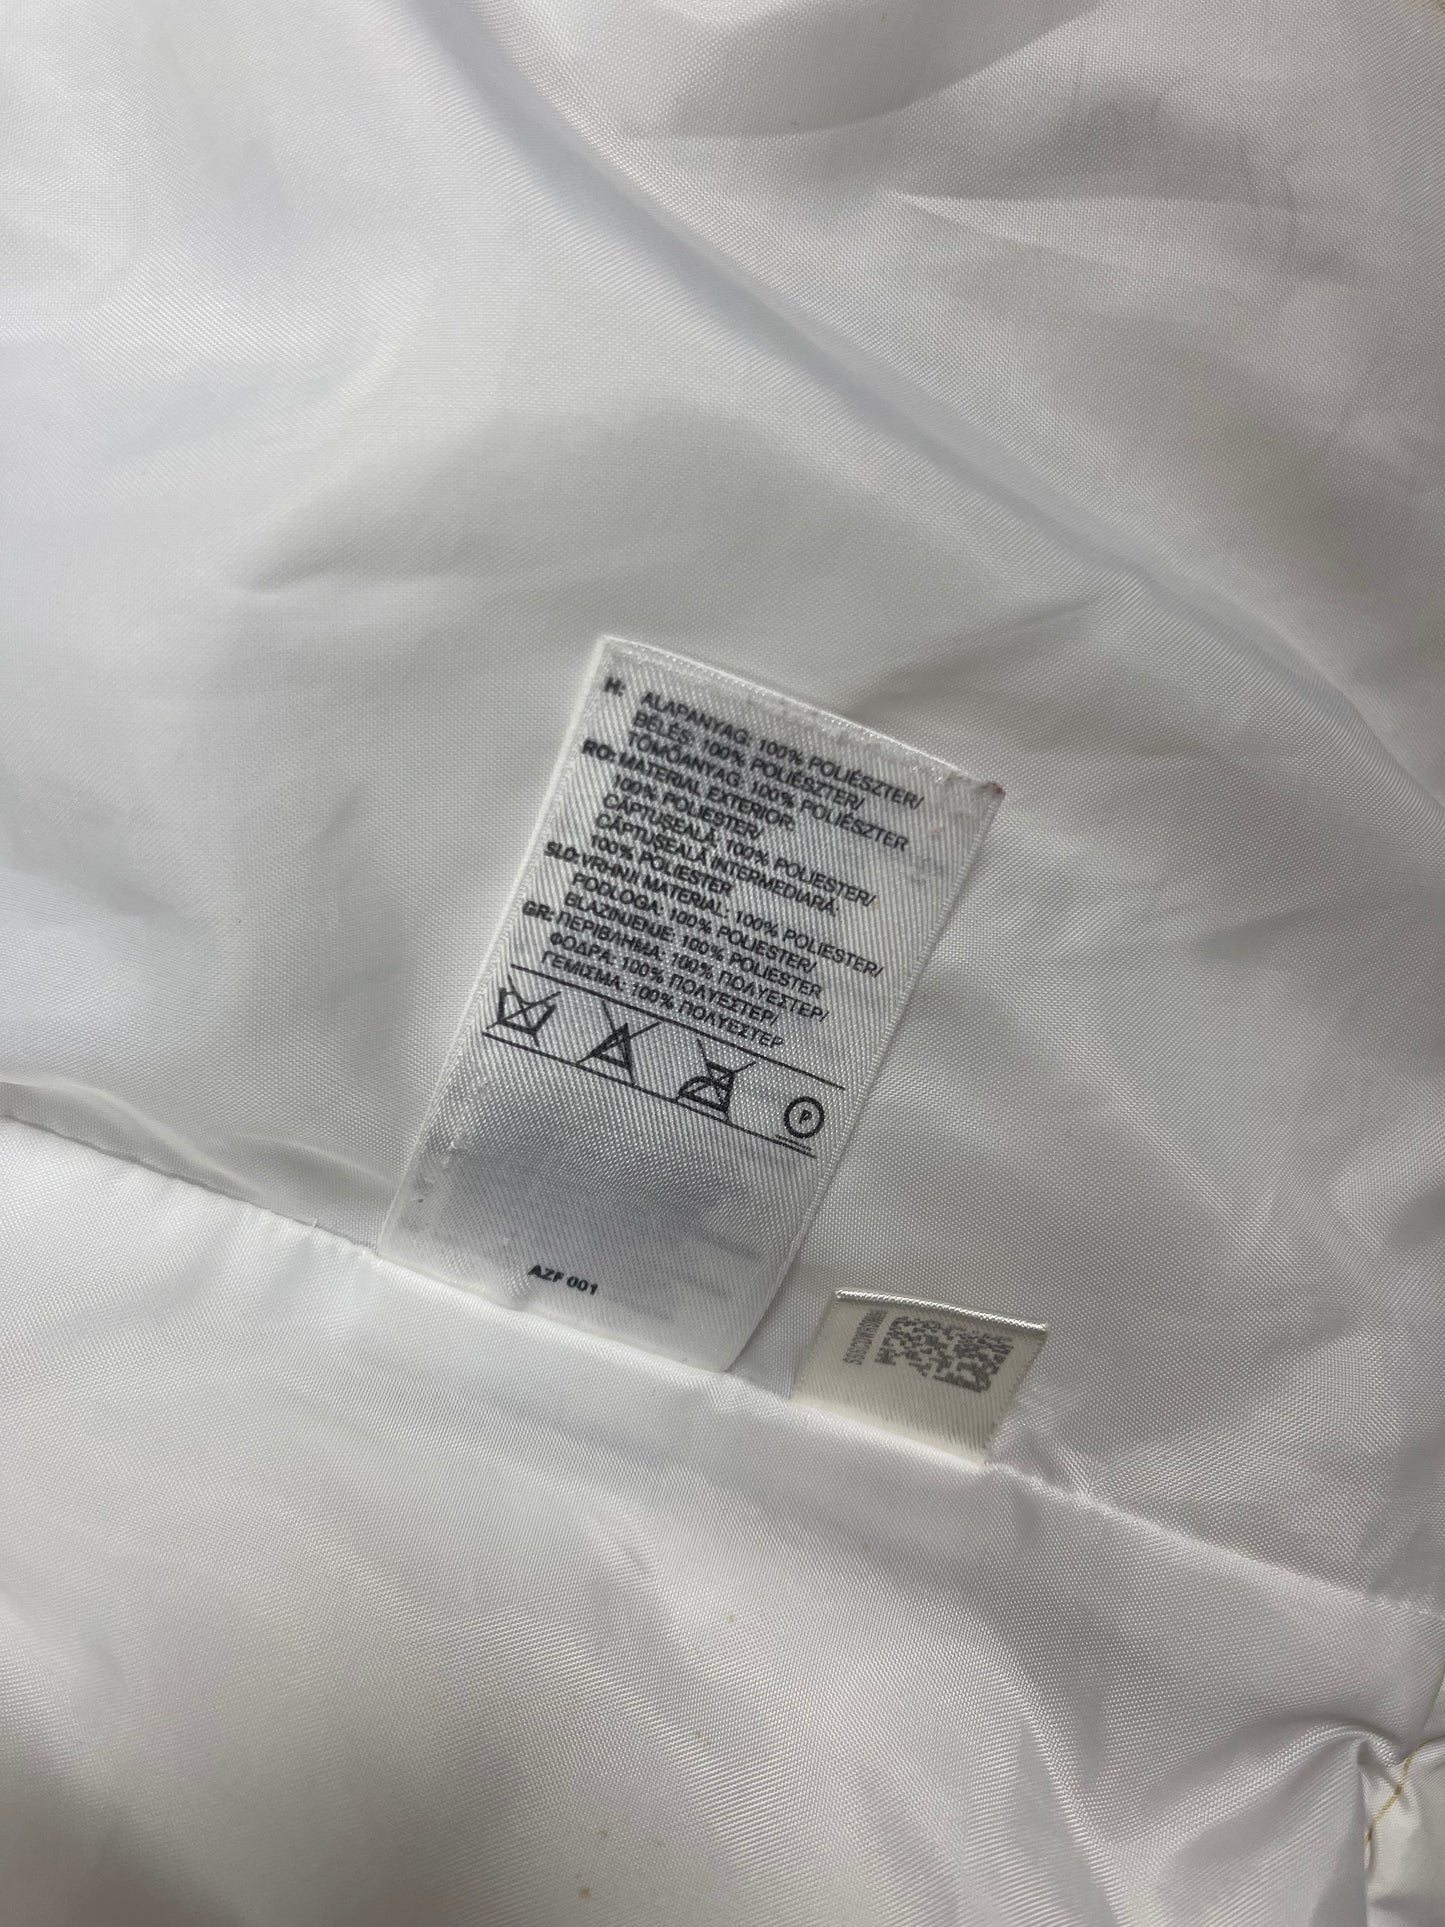 H: ALAPANYAG: 100% POLIÉSZTER/
BÉLÉS: 100% POLIÉSZTER/
TÖMŐANYAG: 100% POLIÉSZTER
RO: MATERIAL EXTERIOR:
100% POLIESTER/
CĂPTUȘEALĂ: 100% POLIESTER/
CĂPTUȘEALĂ INTERMEDIARĂ:
100% POLIESTER
SLO: VRHNJI MATERIAL: 100% POLIESTER/
PODLOGA: 100% POLIESTER/
BLAZINJENJE: 100% POLIESTER
GR: ΠΕΡΙΒΛΗΜΑ: 100% ΠΟΛΥΕΣΤΕΡ/
ΦΟΔΡΑ: 100% ΠΟΛΥΕΣΤΕΡ/
ΓΕΜΙΣΜΑ: 100% ΠΟΛΥΕΣΤΕΡ
P
AZF 001